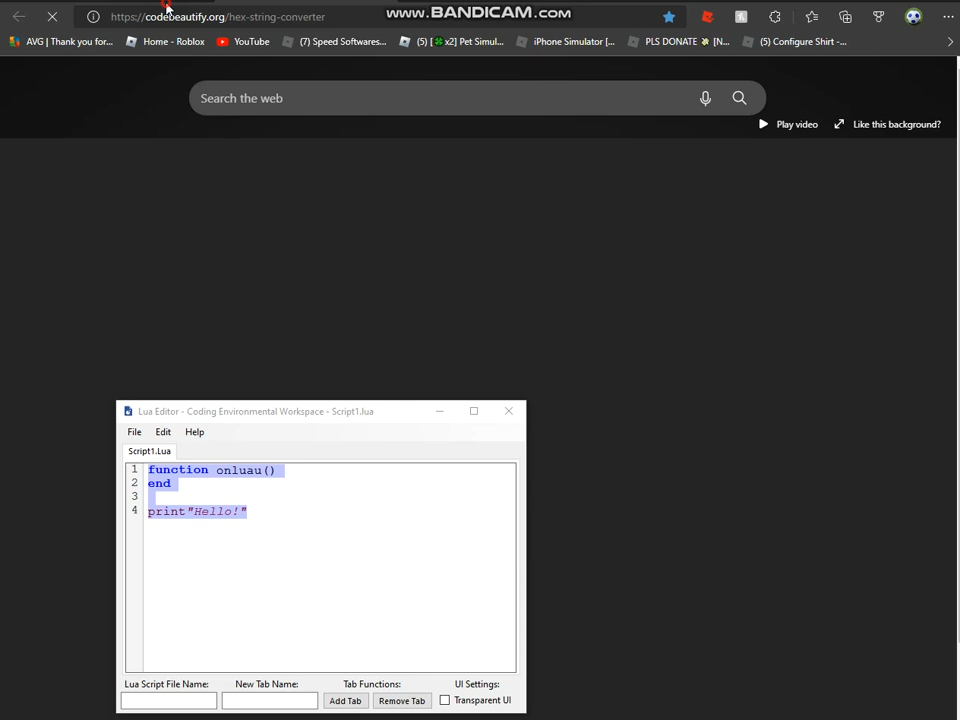 https://codebeautify.org/hex-string-converter
www.BANDICAM.com
AVG | Thank you for...
Home - Roblox
YouTube
(7) Speed Softwares...
(5) [🍀x2] Pet Simul...
iPhone Simulator [...
PLS DONATE 💸 [N...
(5) Configure Shirt -...
Search the web
Play video
Like this background?
Lua Editor - Coding Environmental Workspace - Script1.lua
File Edit Help
Script1.Lua
1 function onluau()
2 end
3
4 print"Hello!"
Lua Script File Name: New Tab Name: Tab Functions: UI Settings:
Add Tab Remove Tab Transparent UI